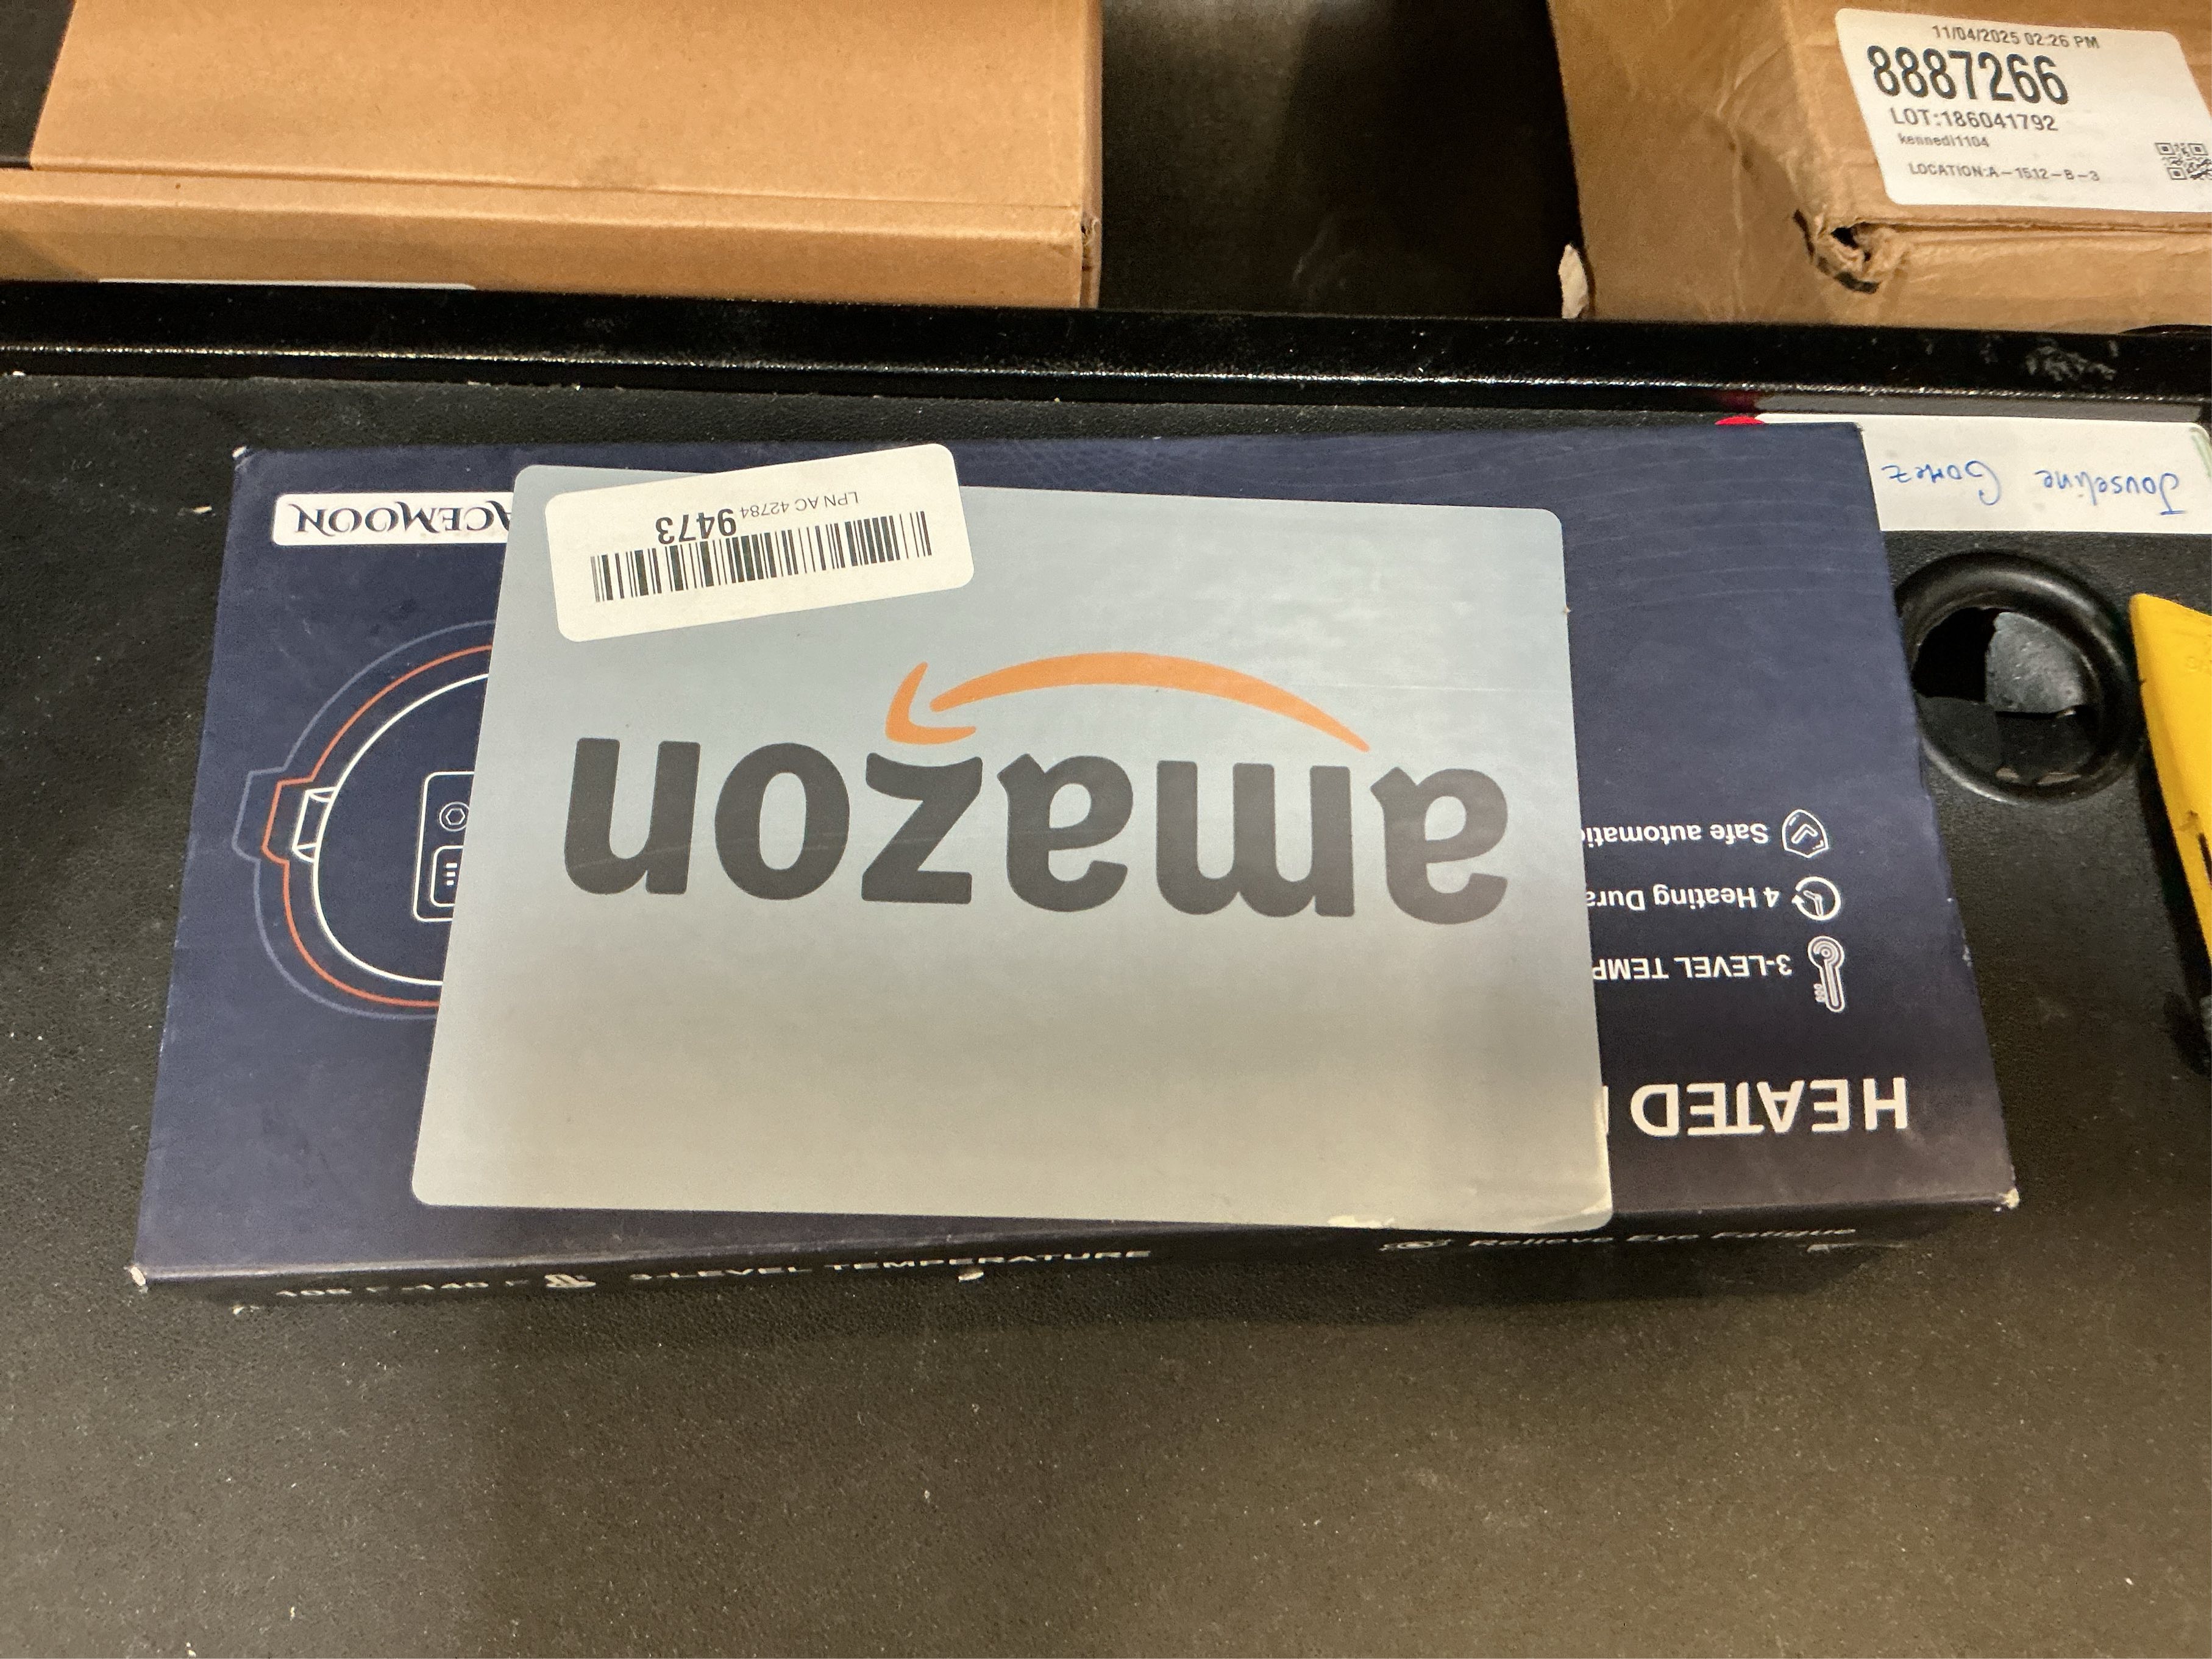 11/04/2025 02:26 PM
8887266
LOT:186041792
kennedi1104
LOCATION:A-1512-B-3
Jouseline Gomez
HEATED
3-LEVEL TEMP
4 Heating Dura
Safe automatic
amazon
LPN AC 42784 9473
ACEMOON
Relieve Eye Fatigue
3-LEVEL TEMPERATURE